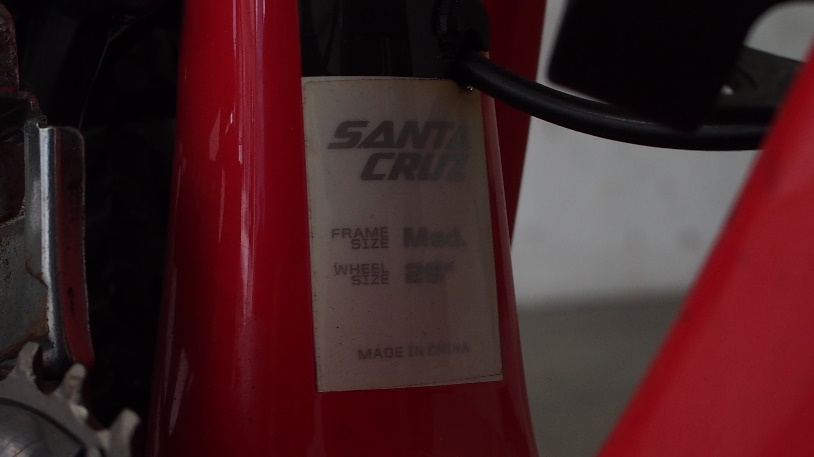 SANTA
CRUZ
FRAME SIZE Med.
WHEEL SIZE
MADE IN CHINA